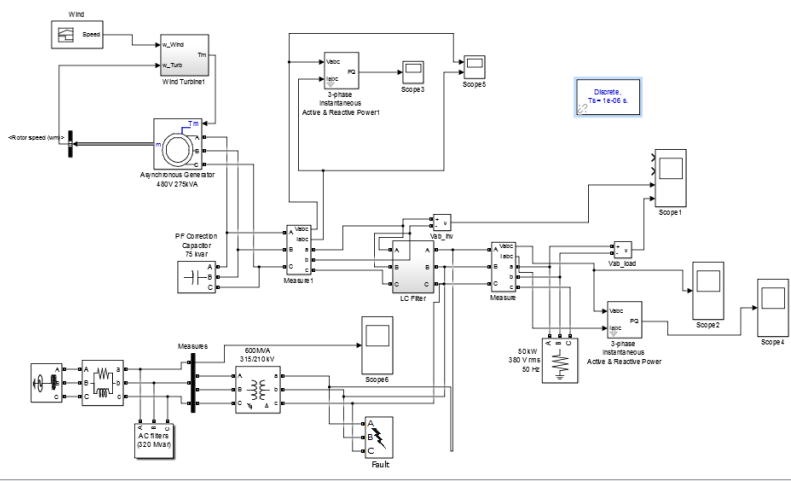 Wind
Speed
w_Wind
w_Turb
Tm
Wind Turbine1
<Rotor speed (wm)>
m
Tm
A
B
C
Asynchronous Generator
480V 275kVA
PF Correction
Capacitor
75 kvar
A
B
C
Vabc
Iabc
PQ
3-phase
Instantaneous
Active & Reactive Power1
Scope3
Scope5
Discrete,
Ts = 1e-06 s.
Vabc
Iabc
A
B
C
a
b
c
Measure1
+
-
v
Vab_inv
A
B
C
A
B
C
LC Filter
Vabc
Iabc
A
B
C
a
b
c
Measure
+
-
v
Vab_load
Scope1
Scope2
Scope4
Vabc
Iabc
PQ
3-phase
Instantaneous
Active & Reactive Power
50 kW
380 V rms
50 Hz
A
B
C
A
B
C
A
B
C
a
b
c
A
B
C
AC filters
(320 Mvar)
Measures
600MVA
315/210 kV
A
B
C
a
b
c
Scope6
A
B
C
Fault